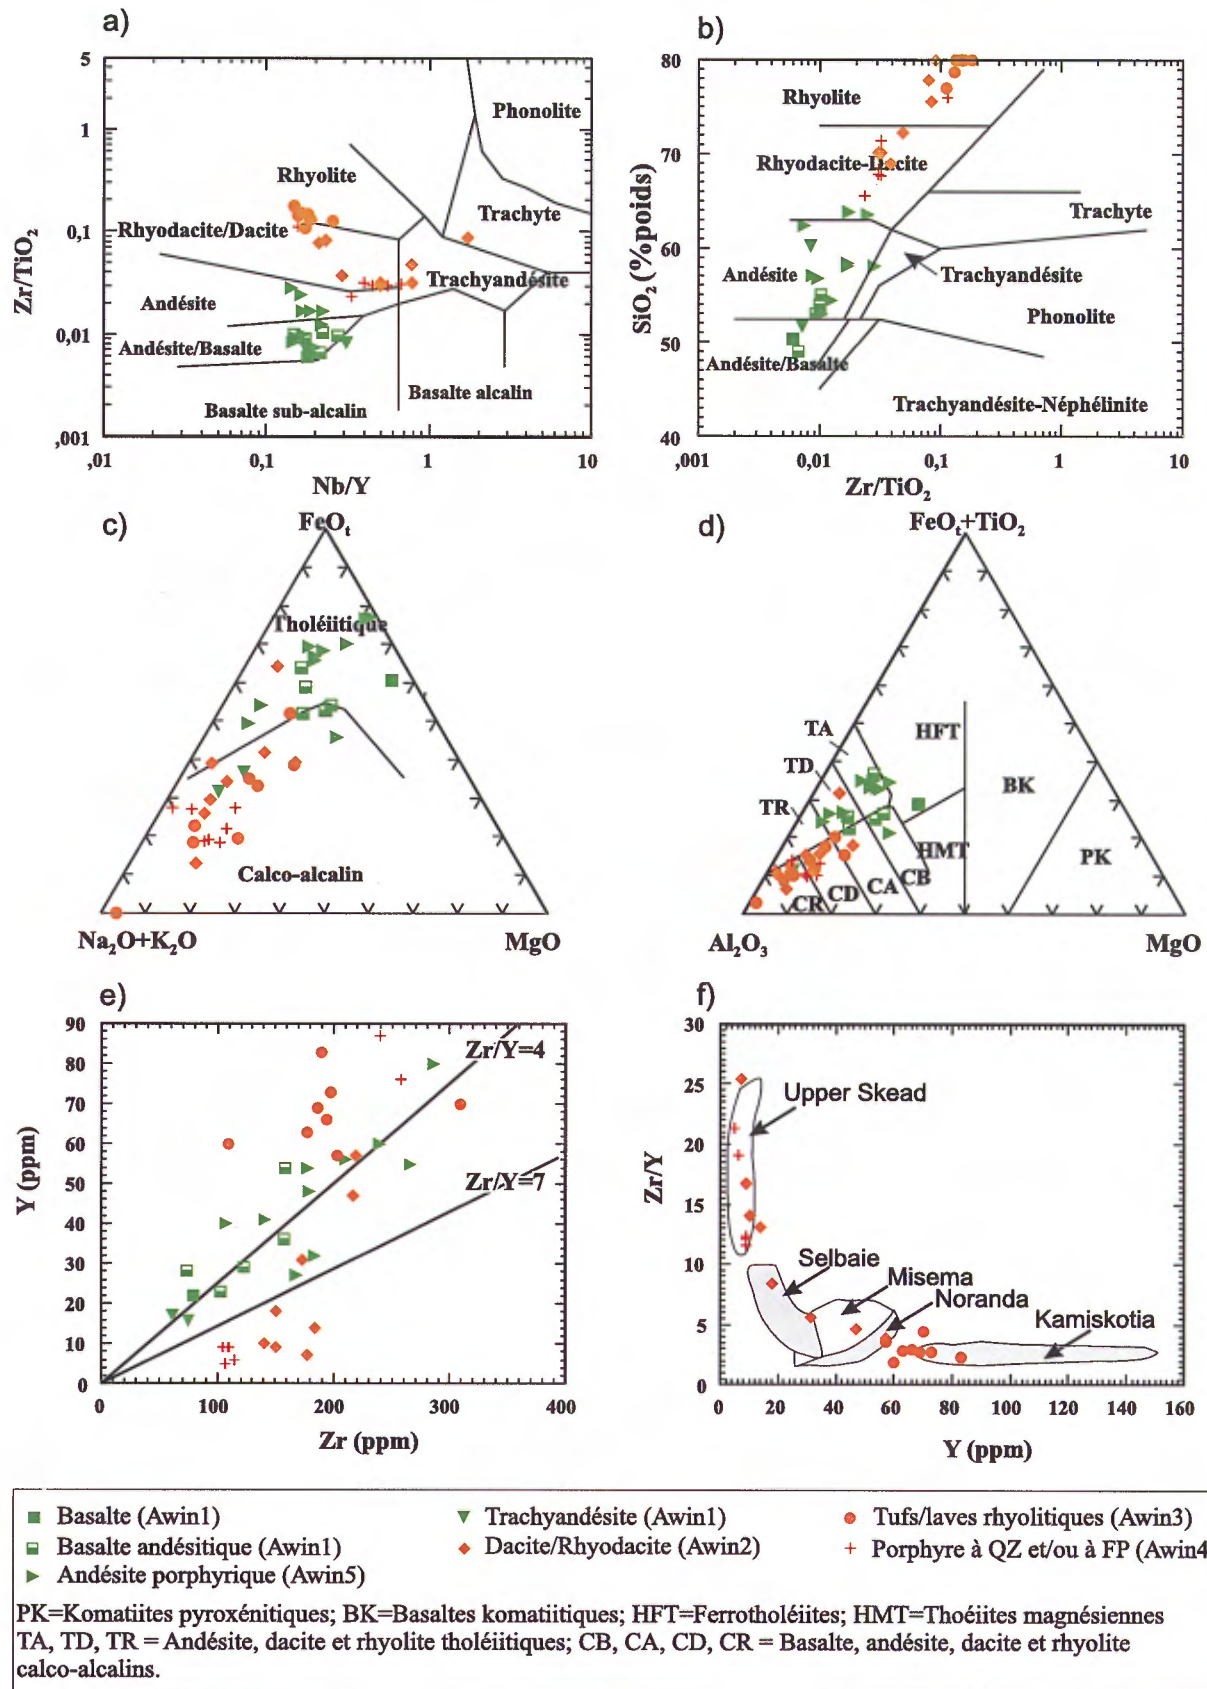 a)
5
1
0,1
0,01
,001
Zr/TiO₂
,01
0,1
1
10
Nb/Y
Phonolite
Rhyolite
Trachyte
Rhyodacite/Dacite
Trachyandésite
Andésite
Andésite/Basalte
Basalte sub-alcalin
Basalte alcalin
b)
80
70
60
50
40
SiO₂ (%poids)
,001
0,01
0,1
1
10
Zr/TiO₂
Rhyolite
Rhyodacite-Dacite
Trachyte
Andésite
Trachyandésite
Phonolite
Andésite/Basalte
Trachyandésite-Néphélinite
c)
FeOₜ
Tholéiitique
Calco-alcalin
Na₂O+K₂O
MgO
d)
FeOₜ+TiO₂
TA
HFT
TD
BK
TR
HMT
PK
CB
CA
CD
CR
Al₂O₃
MgO
e)
90
80
70
60
50
40
30
20
10
0
Y (ppm)
Zr/Y=4
Zr/Y=7
0
100
200
300
400
Zr (ppm)
f)
30
25
20
15
10
5
0
Zr/Y
Upper Skead
Selbaie
Misema
Noranda
Kamiskotia
0
20
40
60
80
100
120
140
160
Y (ppm)
Basalte (Awin1)
Trachyandésite (Awin1)
Tufs/laves rhyolitiques (Awin3)
Basalte andésitique (Awin1)
Dacite/Rhyodacite (Awin2)
Porphyre à QZ et/ou à FP (Awin4
Andésite porphyrique (Awin5)
PK=Komatiites pyroxénitiques; BK=Basaltes komatiitiques; HFT=Ferrotholéiites; HMT=Thoéiites magnésiennes
TA, TD, TR = Andésite, dacite et rhyolite tholéiitiques; CB, CA, CD, CR = Basalte, andésite, dacite et rhyolite
calco-alcalins.